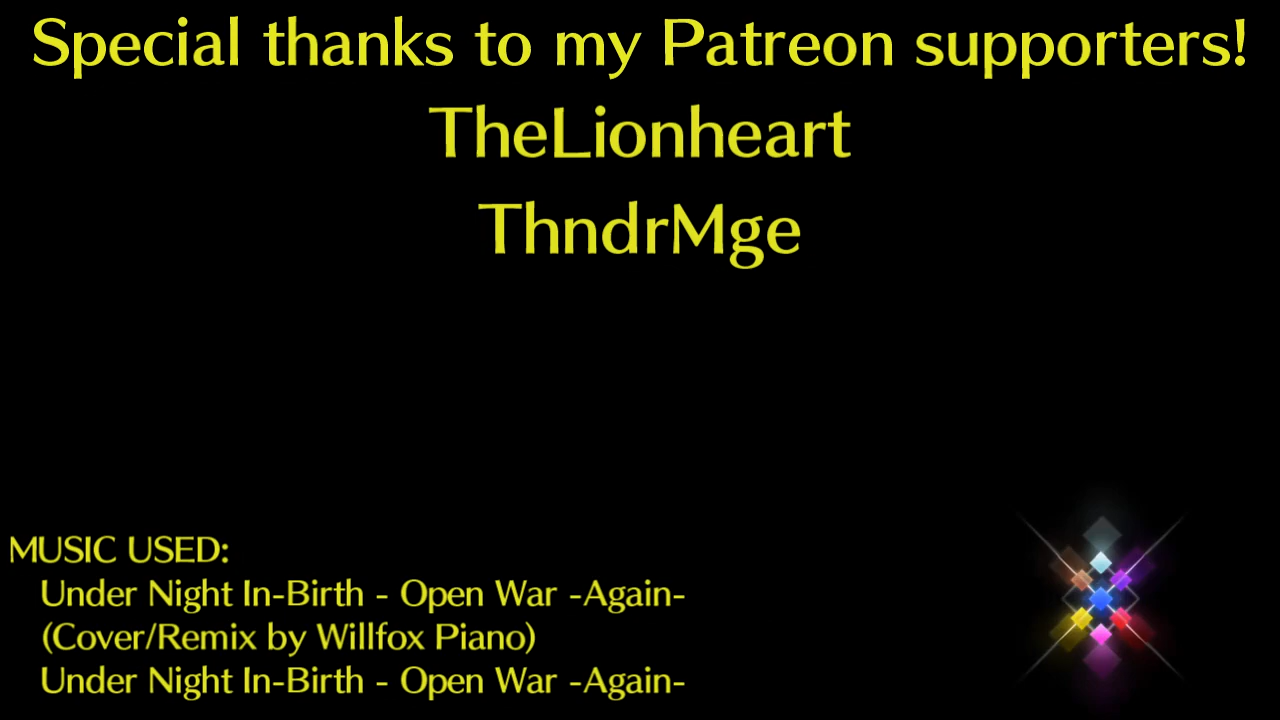 Special thanks to my Patreon supporters!
TheLionheart
ThndrMge
MUSIC USED:
Under Night In-Birth - Open War -Again-
(Cover/Remix by Willfox Piano)
Under Night In-Birth - Open War -Again-